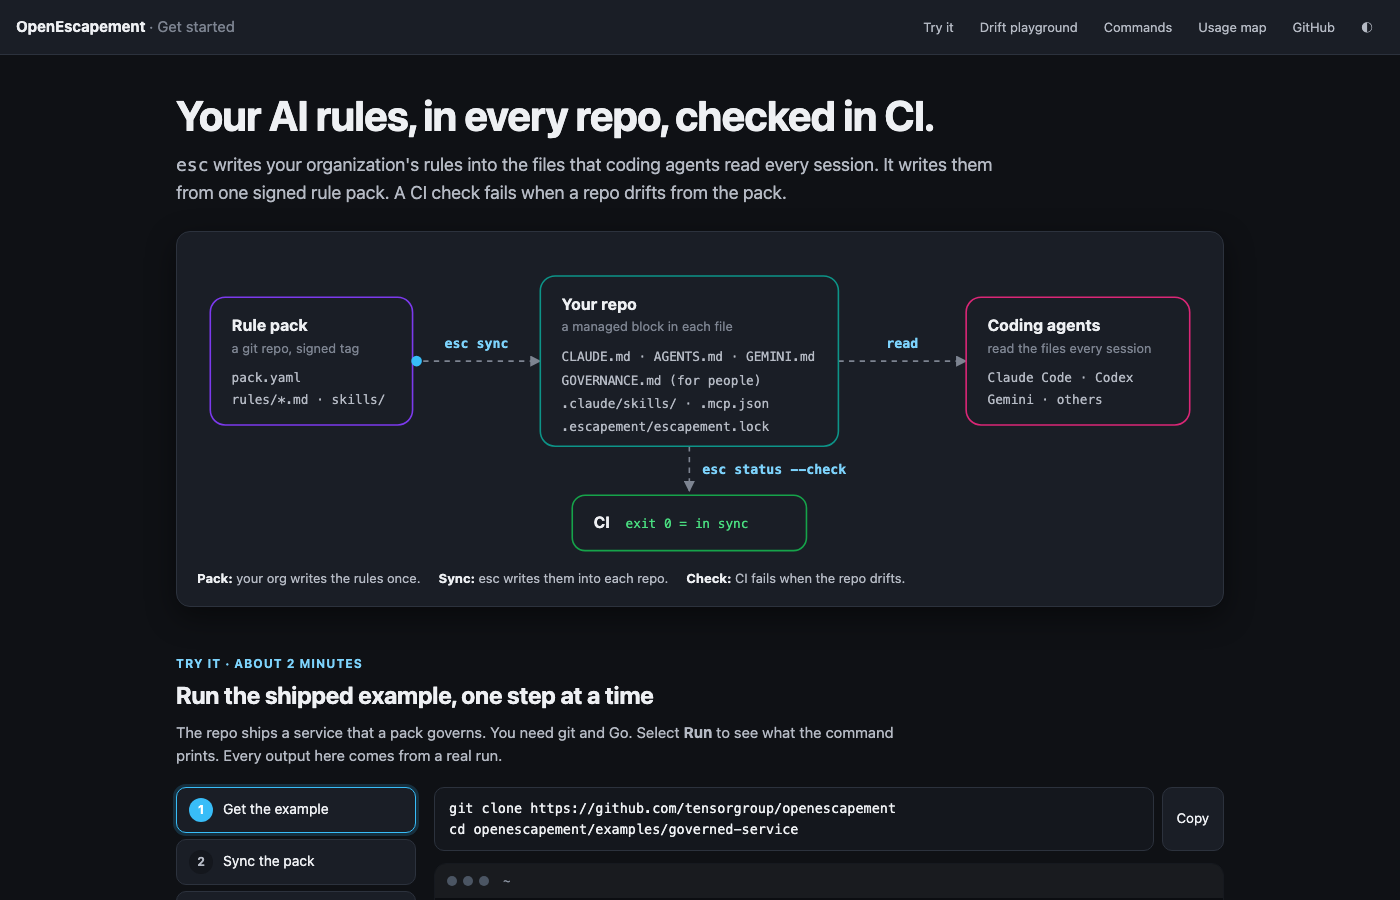 OpenEscapement · Get started
Try it
Drift playground
Commands
Usage map
GitHub
Your AI rules, in every repo, checked in CI.
esc writes your organization's rules into the files that coding agents read every session. It writes them
from one signed rule pack. A CI check fails when a repo drifts from the pack.
Rule pack
a git repo, signed tag
pack.yaml
rules/*.md · skills/
esc sync
Your repo
a managed block in each file
CLAUDE.md · AGENTS.md · GEMINI.md
GOVERNANCE.md (for people)
.claude/skills/ · .mcp.json
.escapement/escapement.lock
read
Coding agents
read the files every session
Claude Code · Codex
Gemini · others
esc status --check
CI exit 0 = in sync
Pack: your org writes the rules once. Sync: esc writes them into each repo. Check: CI fails when the repo drifts.
TRY IT · ABOUT 2 MINUTES
Run the shipped example, one step at a time
The repo ships a service that a pack governs. You need git and Go. Select Run to see what the command
prints. Every output here comes from a real run.
1 Get the example
2 Sync the pack
git clone https://github.com/tensorgroup/openescapement
cd openescapement/examples/governed-service
Copy
~